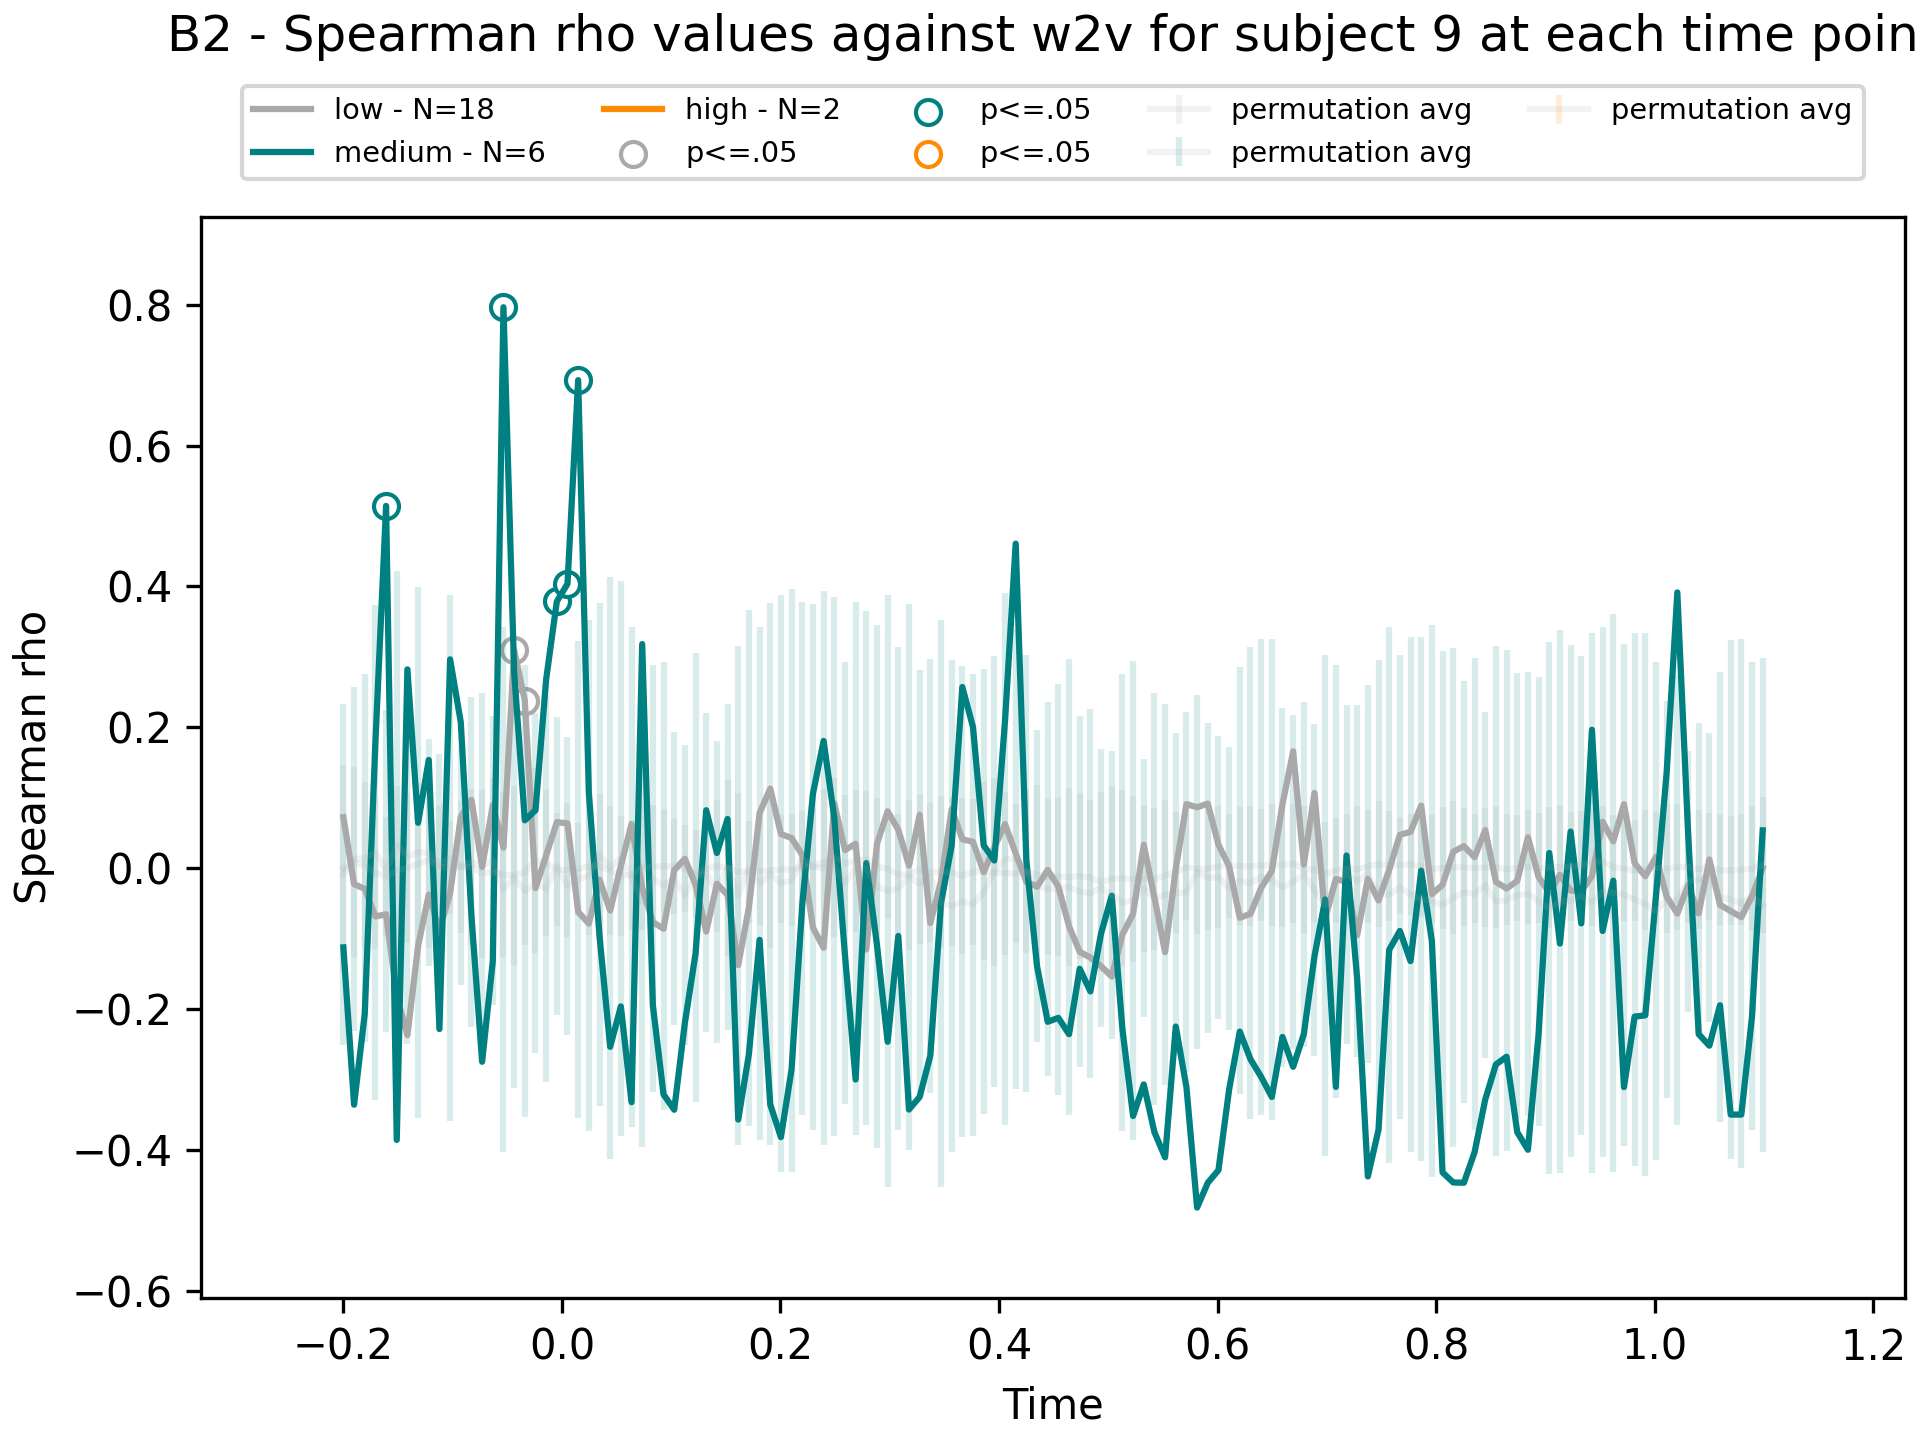 B2 - Spearman rho values against w2v for subject 9 at each time poin
low - N=18
medium - N=6
high - N=2
p<=.05
p<=.05
p<=.05
permutation avg
permutation avg
permutation avg
Spearman rho
0.8
0.6
0.4
0.2
0.0
−0.2
−0.4
−0.6
−0.2 0.0 0.2 0.4 0.6 0.8 1.0 1.2
Time